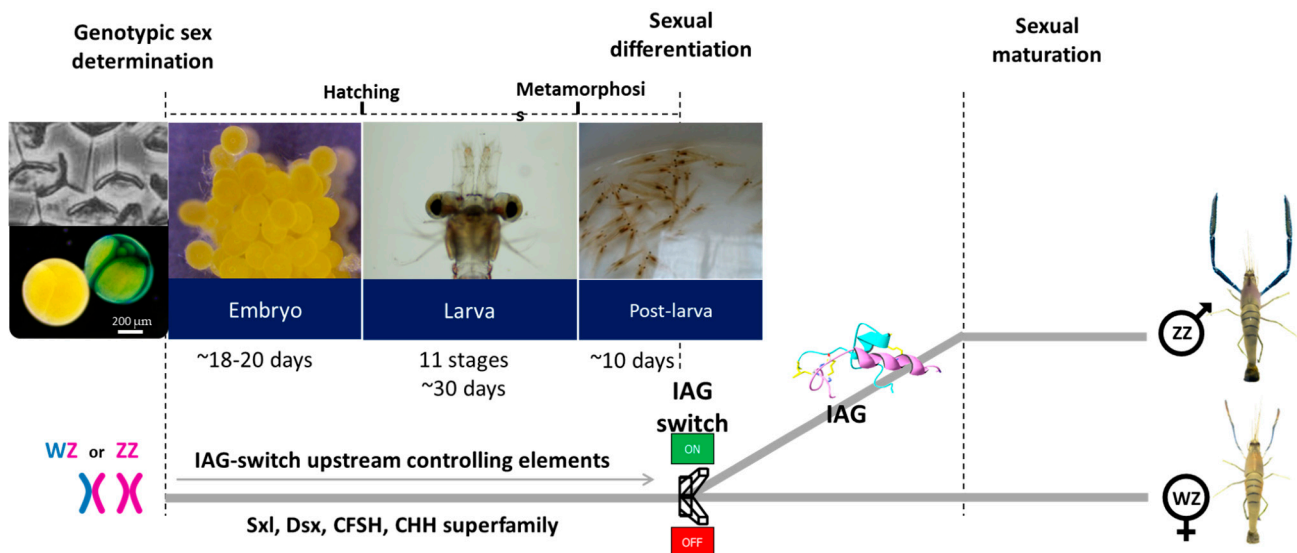 Genotypic sex
determination
Sexual
differentiation
Sexual
maturation
Hatching
Metamorphosi
s
200 µm
Embryo
Larva
Post-larva
~18-20 days
11 stages
~30 days
~10 days
IAG
switch
ON
OFF
WZ or ZZ
IAG-switch upstream controlling elements
Sxl, Dsx, CFSH, CHH superfamily
IAG
ZZ
WZ